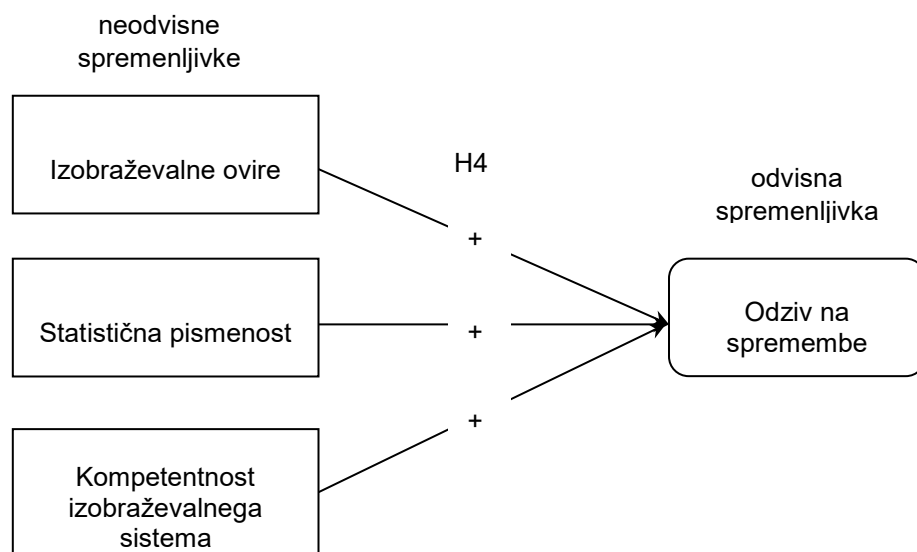 neodvisne
spremenljivke
Izobraževalne ovire
H4
odvisna
spremenljivka
+
Statistična pismenost
+
Odziv na
spremembe
+
Kompetentnost
izobraževalnega
sistema